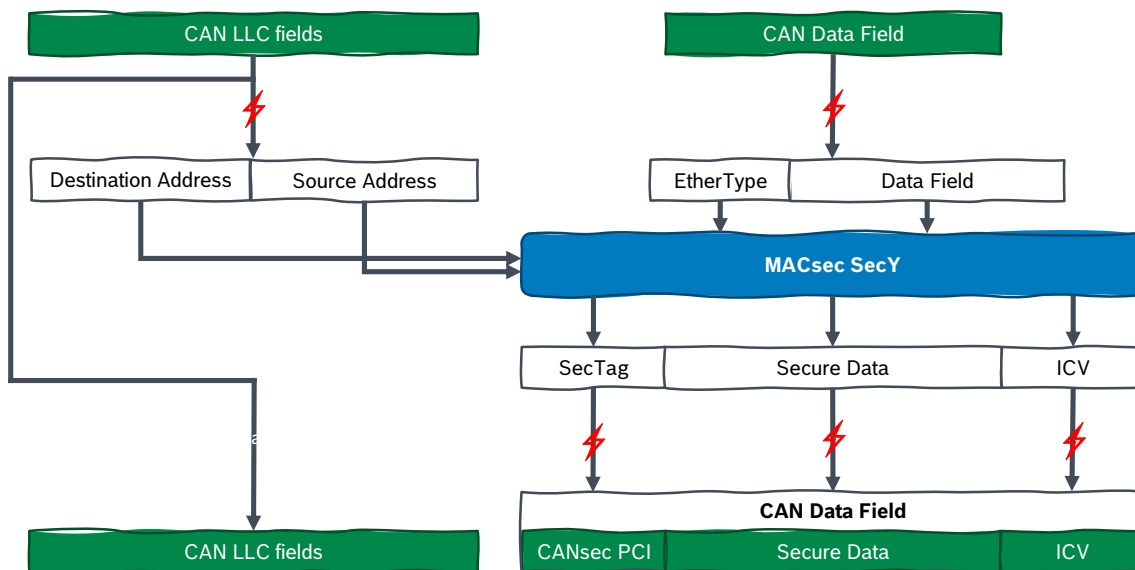 CAN LLC fields
CAN Data Field
Destination Address
Source Address
EtherType
Data Field
MACsec SecY
SecTag
Secure Data
ICV
a
CAN Data Field
CAN LLC fields
CANsec PCI
Secure Data
ICV